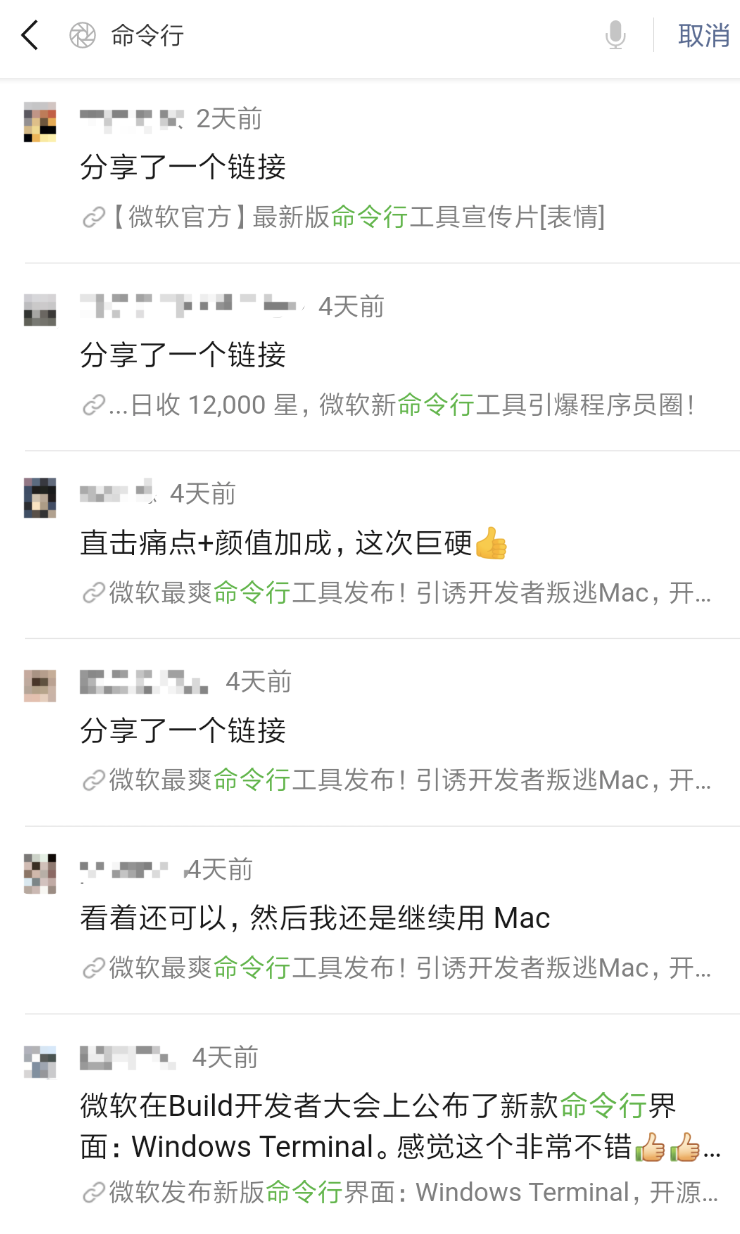 命令行
取消
2天前
分享了一个链接
【微软官方】最新版命令行工具宣传片[表情]
4天前
分享了一个链接
...日收 12,000 星，微软新命令行工具引爆程序员圈！
4天前
直击痛点+颜值加成，这次巨硬👍
微软最爽命令行工具发布！引诱开发者叛逃Mac，开...
4天前
分享了一个链接
微软最爽命令行工具发布！引诱开发者叛逃Mac，开...
4天前
看着还可以，然后我还是继续用 Mac
微软最爽命令行工具发布！引诱开发者叛逃Mac，开...
4天前
微软在Build开发者大会上公布了新款命令行界
面：Windows Terminal。感觉这个非常不错👍👍...
微软发布新版命令行界面：Windows Terminal，开源...